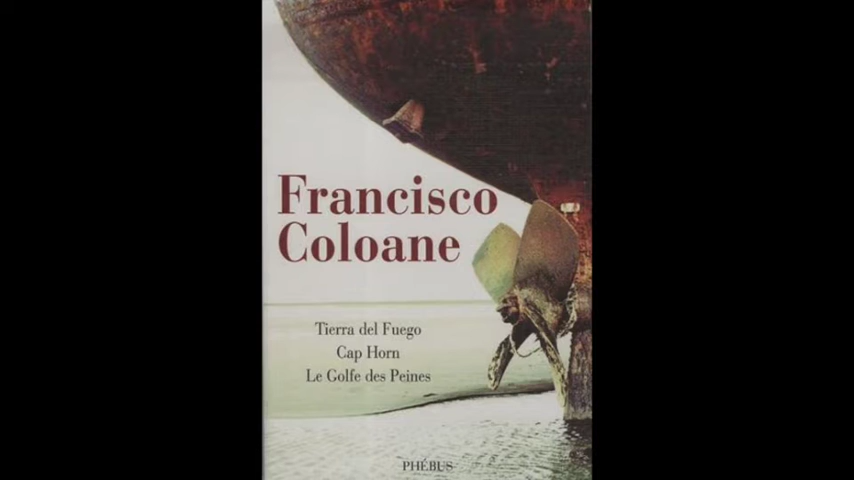 Francisco
Coloane
Tierra del Fuego
Cap Horn
Le Golfe des Peines
PHÉBUS